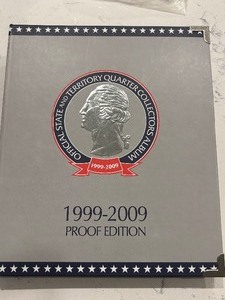 OFFICIAL STATE AND TERRITORY QUARTER COLLECTORS ALBUM
1999-2009
1999-2009
PROOF EDITION